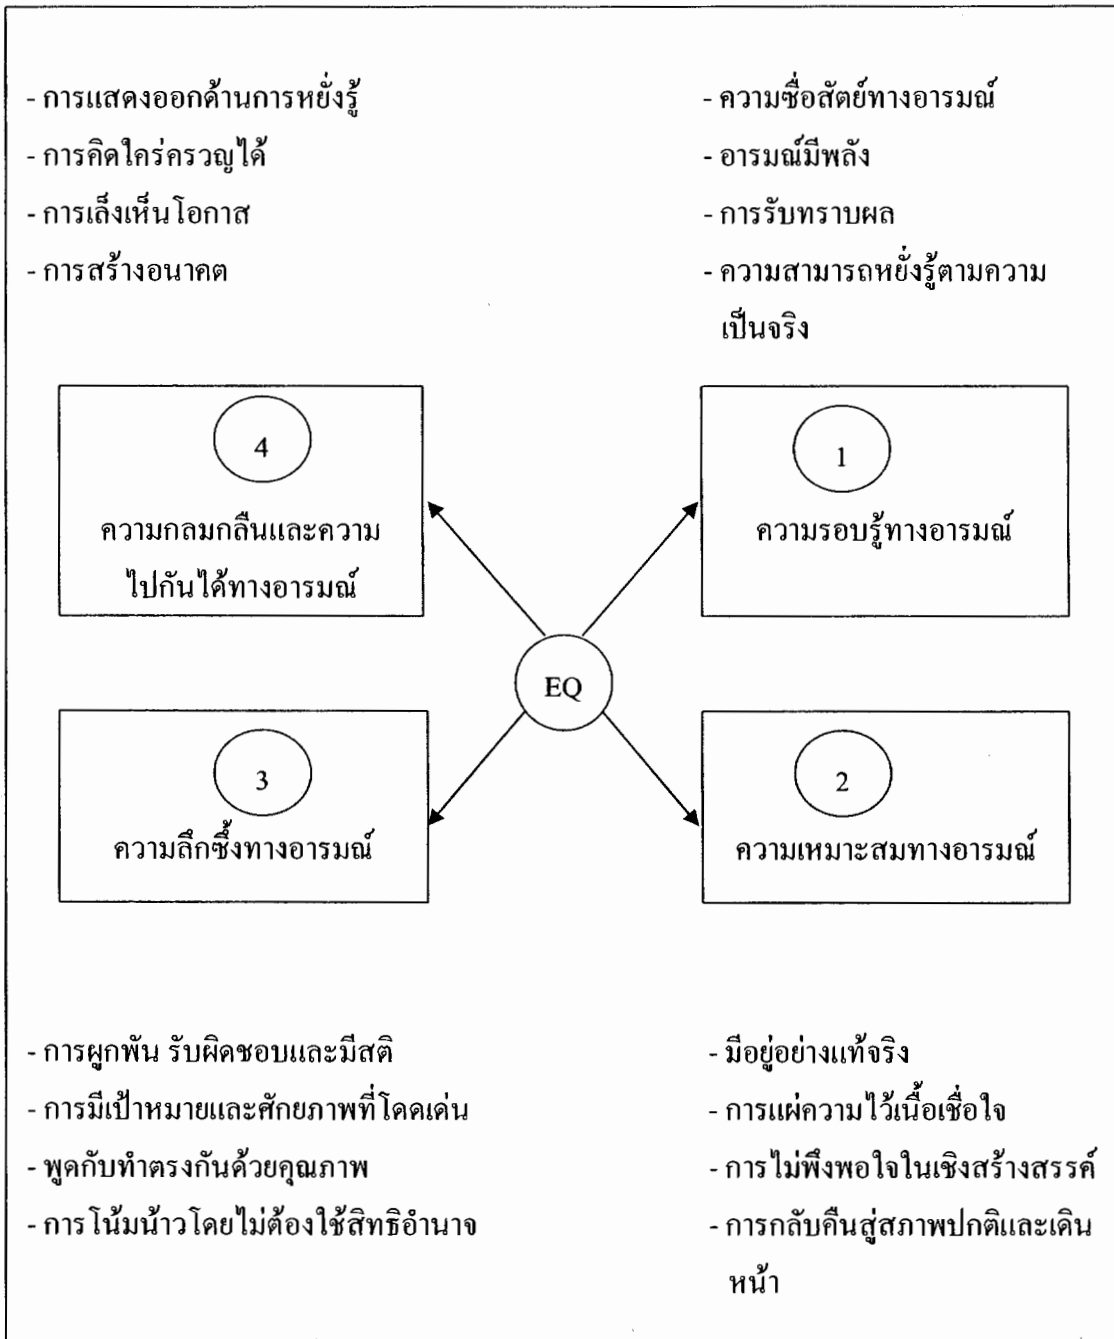 - การแสดงออกด้านการหยั่งรู้
- การคิดใคร่ครวญได้
- การเล็งเห็นโอกาส
- การสร้างอนาคต
- ความซื่อสัตย์ทางอารมณ์
- อารมณ์มีพลัง
- การรับทราบผล
- ความสามารถหยั่งรู้ตามความ
เป็นจริง
4
ความกลมกลืนและความ
ไปกันได้ทางอารมณ์
1
ความรอบรู้ทางอารมณ์
EQ
3
ความลึกซึ้งทางอารมณ์
2
ความเหมาะสมทางอารมณ์
- การผูกพัน รับผิดชอบและมีสติ
- การมีเป้าหมายและศักยภาพที่โดดเด่น
- พูดกับทำตรงกันด้วยคุณภาพ
- การโน้มน้าวโดยไม่ต้องใช้สิทธิอำนาจ
- มีอยู่อย่างแท้จริง
- การแผ่ความไว้เนื้อเชื่อใจ
- การไม่พึงพอใจในเชิงสร้างสรรค์
- การกลับคืนสู่สภาพปกติและเดิน
หน้า